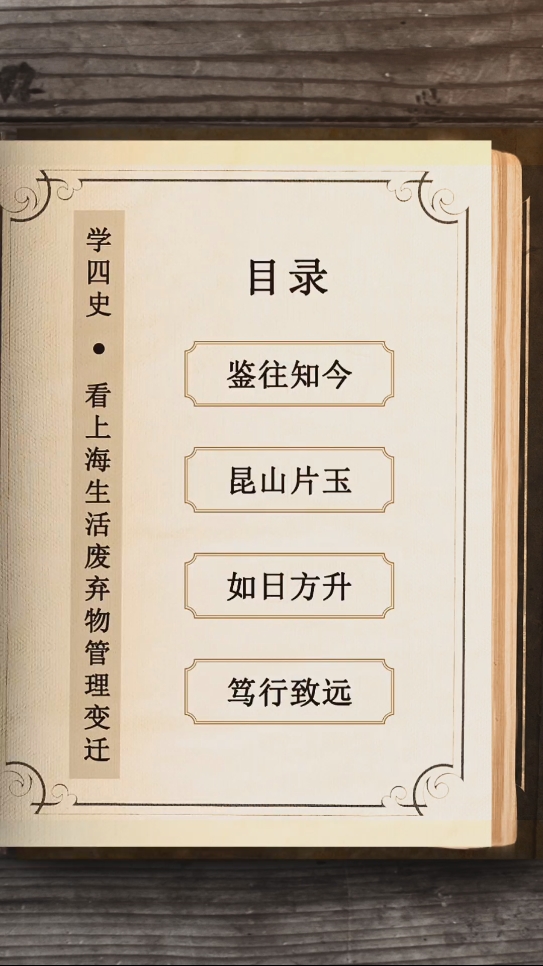 学四史·看上海生活废弃物管理变迁
目录
鉴往知今
昆山片玉
如日方升
笃行致远